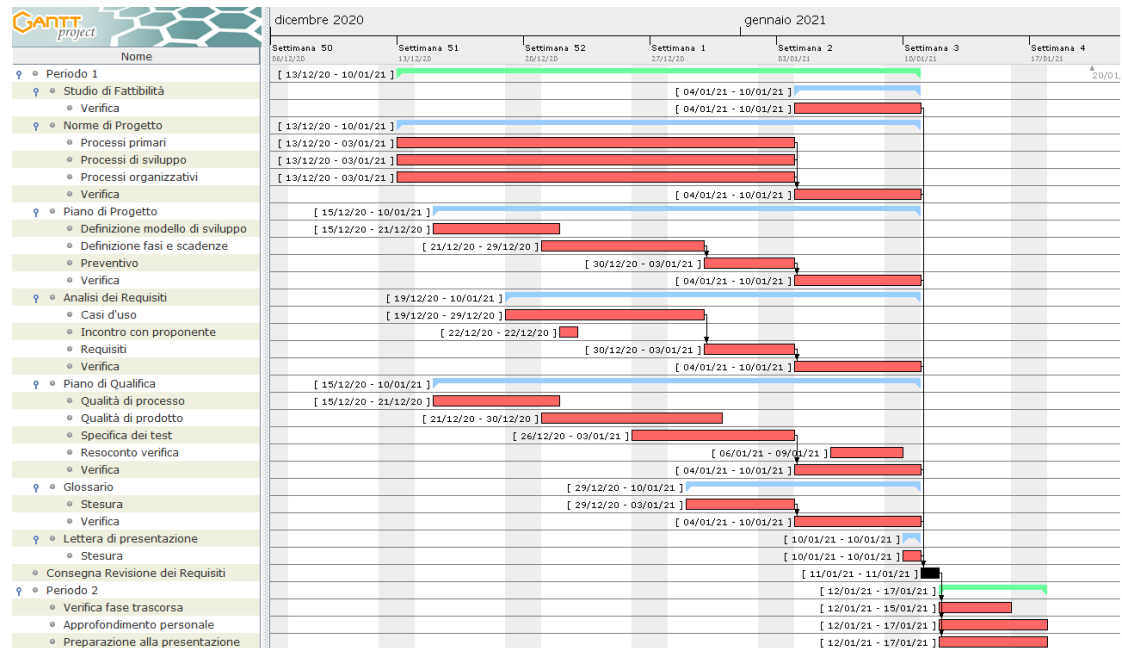 GANTT
project
dicembre 2020
gennaio 2021
Settimana 50
Settimana 51
Settimana 52
Settimana 1
Settimana 2
Settimana 3
Settimana 4
Nome
06/12/20
13/12/20
20/12/20
27/12/20
03/01/21
10/01/21
17/01/21
20/01/
Periodo 1
[ 13/12/20 - 10/01/21 ]
Studio di Fattibilità
[ 04/01/21 - 10/01/21 ]
Verifica
[ 04/01/21 - 10/01/21 ]
Norme di Progetto
[ 13/12/20 - 10/01/21 ]
Processi primari
[ 13/12/20 - 03/01/21 ]
Processi di sviluppo
[ 13/12/20 - 03/01/21 ]
Processi organizzativi
[ 13/12/20 - 03/01/21 ]
Verifica
[ 04/01/21 - 10/01/21 ]
Piano di Progetto
[ 15/12/20 - 10/01/21 ]
Definizione modello di sviluppo
[ 15/12/20 - 21/12/20 ]
Definizione fasi e scadenze
[ 21/12/20 - 29/12/20 ]
Preventivo
[ 30/12/20 - 03/01/21 ]
Verifica
[ 04/01/21 - 10/01/21 ]
Analisi dei Requisiti
[ 19/12/20 - 10/01/21 ]
Casi d'uso
[ 19/12/20 - 29/12/20 ]
Incontro con proponente
[ 22/12/20 - 22/12/20 ]
Requisiti
[ 30/12/20 - 03/01/21 ]
Verifica
[ 04/01/21 - 10/01/21 ]
Piano di Qualifica
[ 15/12/20 - 10/01/21 ]
Qualità di processo
[ 15/12/20 - 21/12/20 ]
Qualità di prodotto
[ 21/12/20 - 30/12/20 ]
Specifica dei test
[ 26/12/20 - 03/01/21 ]
Resoconto verifica
[ 06/01/21 - 09/01/21 ]
Verifica
[ 04/01/21 - 10/01/21 ]
Glossario
[ 29/12/20 - 10/01/21 ]
Stesura
[ 29/12/20 - 03/01/21 ]
Verifica
[ 04/01/21 - 10/01/21 ]
Lettera di presentazione
[ 10/01/21 - 10/01/21 ]
Stesura
[ 10/01/21 - 10/01/21 ]
Consegna Revisione dei Requisiti
[ 11/01/21 - 11/01/21 ]
Periodo 2
[ 12/01/21 - 17/01/21 ]
Verifica fase trascorsa
[ 12/01/21 - 15/01/21 ]
Approfondimento personale
[ 12/01/21 - 17/01/21 ]
Preparazione alla presentazione
[ 12/01/21 - 17/01/21 ]